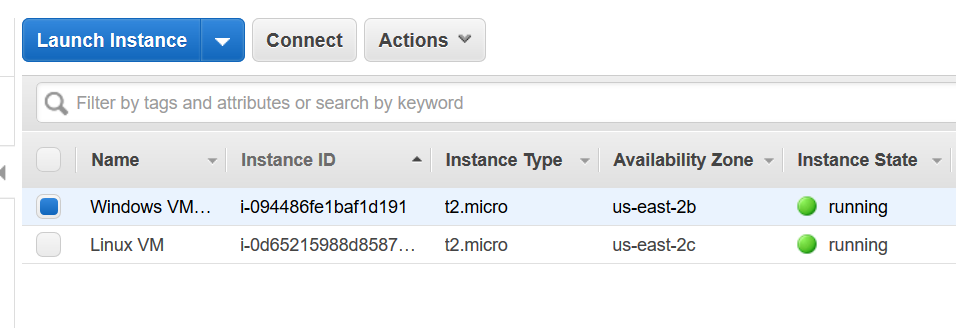 Launch Instance Connect Actions
Filter by tags and attributes or search by keyword
Name Instance ID Instance Type Availability Zone Instance State
Windows VM… i-094486fe1baf1d191 t2.micro us-east-2b running
Linux VM i-0d65215988d8587… t2.micro us-east-2c running